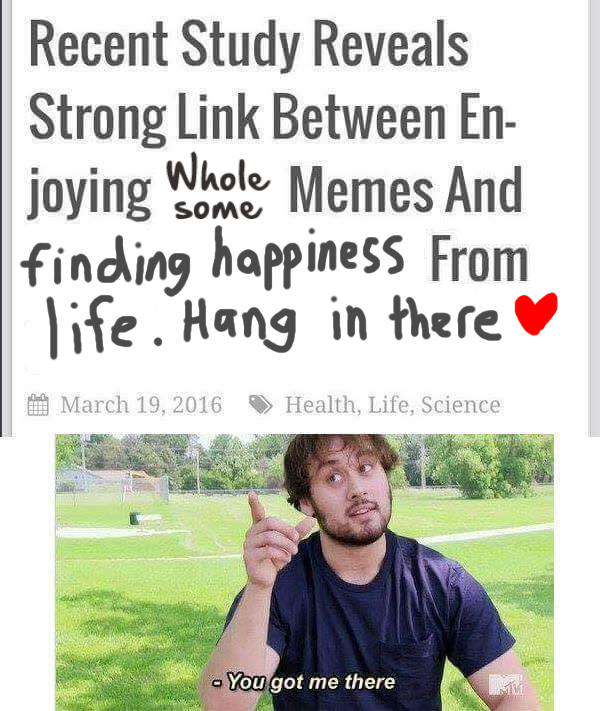 Recent Study Reveals
Strong Link Between En-
joying Whole some Memes And
finding happiness From
life. Hang in there
March 19, 2016 Health, Life, Science
- You got me there
MTV